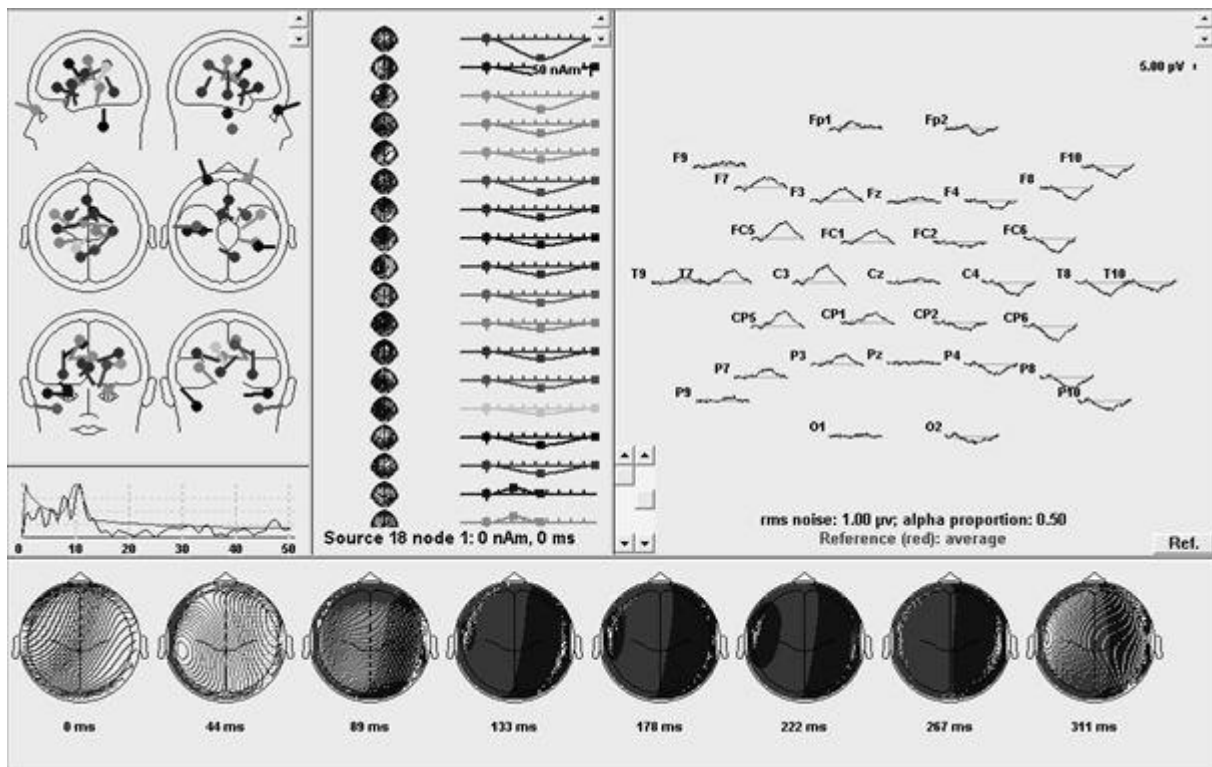 50 nAm
Source 18 node 1: 0 nAm, 0 ms
0 10 20 30 40 50
5.00 µV
Fp1 Fp2
F9 F10
F7 F3 Fz F4 F8
FC5 FC1 FC2 FC6
T9 T7 C3 Cz C4 T8 T10
CP5 CP1 CP2 CP6
P7 P3 Pz P4 P8
P9 P10
O1 O2
rms noise: 1.00 µv; alpha proportion: 0.50
Reference (red): average
Ref.
0 ms 44 ms 89 ms 133 ms 178 ms 222 ms 267 ms 311 ms